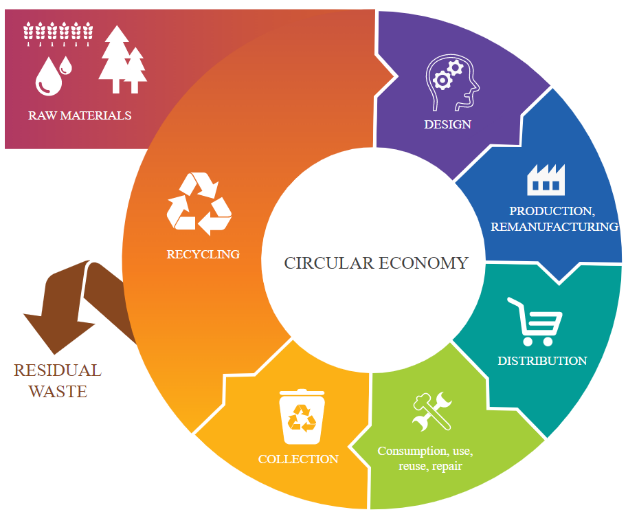 RAW MATERIALS
DESIGN
PRODUCTION,
REMANUFACTURING
RECYCLING
CIRCULAR ECONOMY
DISTRIBUTION
RESIDUAL
WASTE
COLLECTION
Consumption, use,
reuse, repair